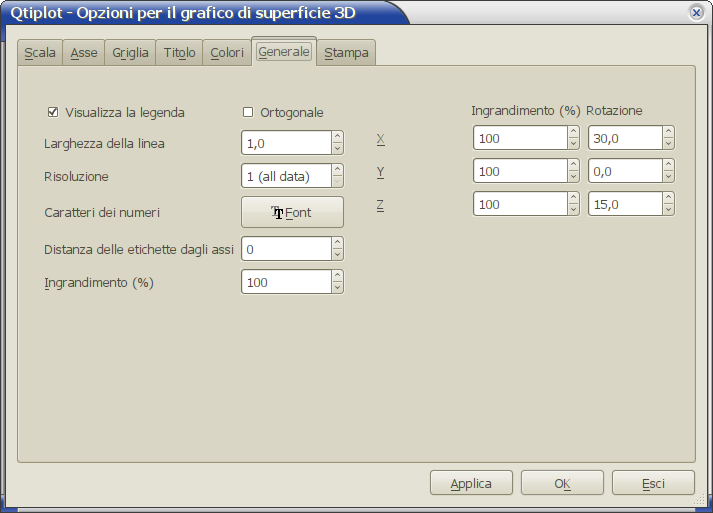 Qtiplot - Opzioni per il grafico di superficie 3D
Scala Asse Griglia Titolo Colori Generale Stampa
Visualizza la legenda Ortogonale Ingrandimento (%) Rotazione
Larghezza della linea 1,0 X 100 30,0
Risoluzione 1 (all data) Y 100 0,0
Caratteri dei numeri Font Z 100 15,0
Distanza delle etichette dagli assi 0
Ingrandimento (%) 100
Applica OK Esci